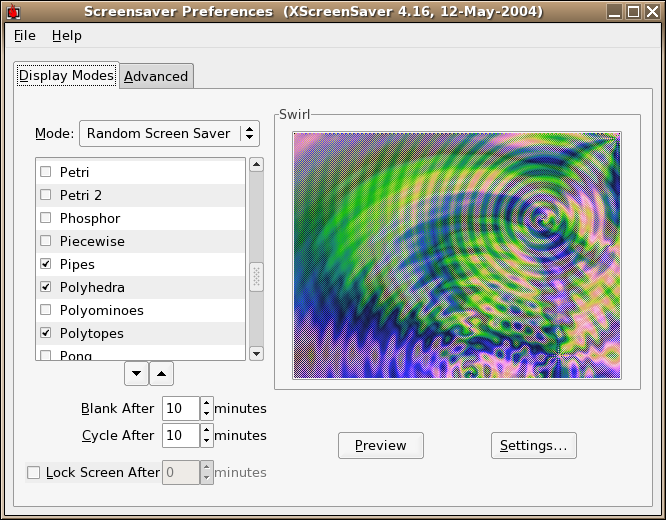 Screensaver Preferences  (XScreenSaver 4.16, 12-May-2004)
File Help
Display Modes Advanced
Mode: Random Screen Saver
Swirl
Petri
Petri 2
Phosphor
Piecewise
Pipes
Polyhedra
Polyominoes
Polytopes
Pong
Blank After 10 minutes
Cycle After 10 minutes
Lock Screen After 0 minutes
Preview Settings...